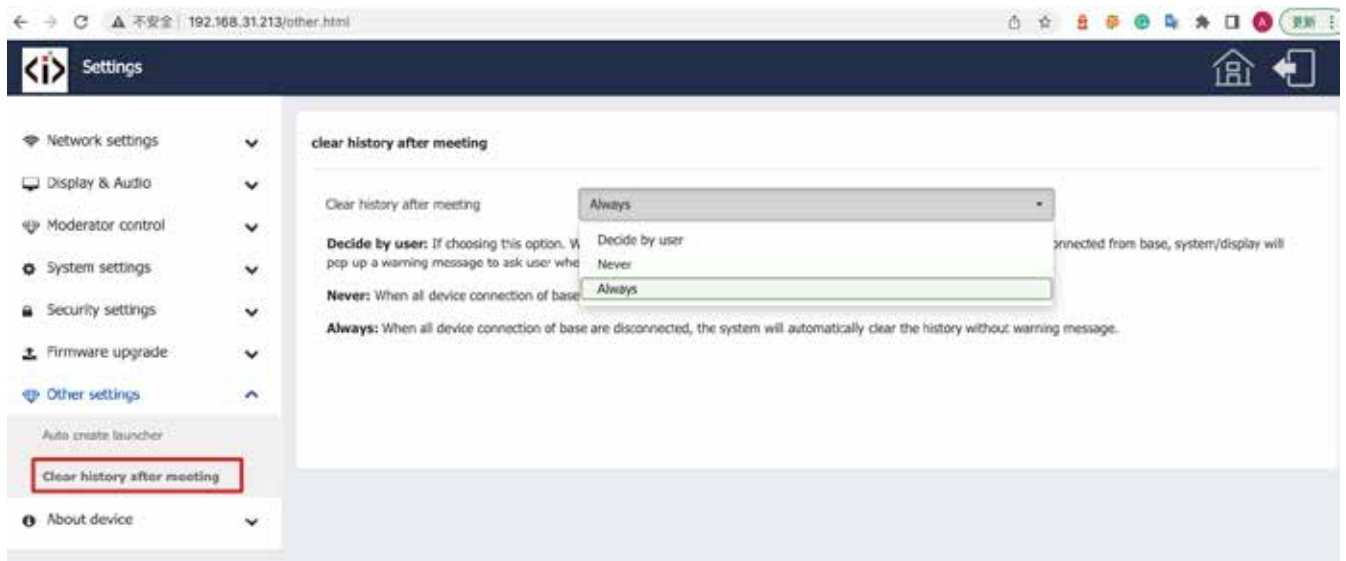 不安全 192.168.31.213/other.html
更新
<i> Settings
Network settings
Display & Audio
Moderator control
System settings
Security settings
Firmware upgrade
Other settings
Auto create launcher
Clear history after meeting
About device
clear history after meeting
Clear history after meeting Always
Decide by user
Never
Always
Decide by user: If choosing this option. W nnected from base, system/display will
pop up a warning message to ask user whe
Never: When all device connection of base
Always: When all device connection of base are disconnected, the system will automatically clear the history without warning message.